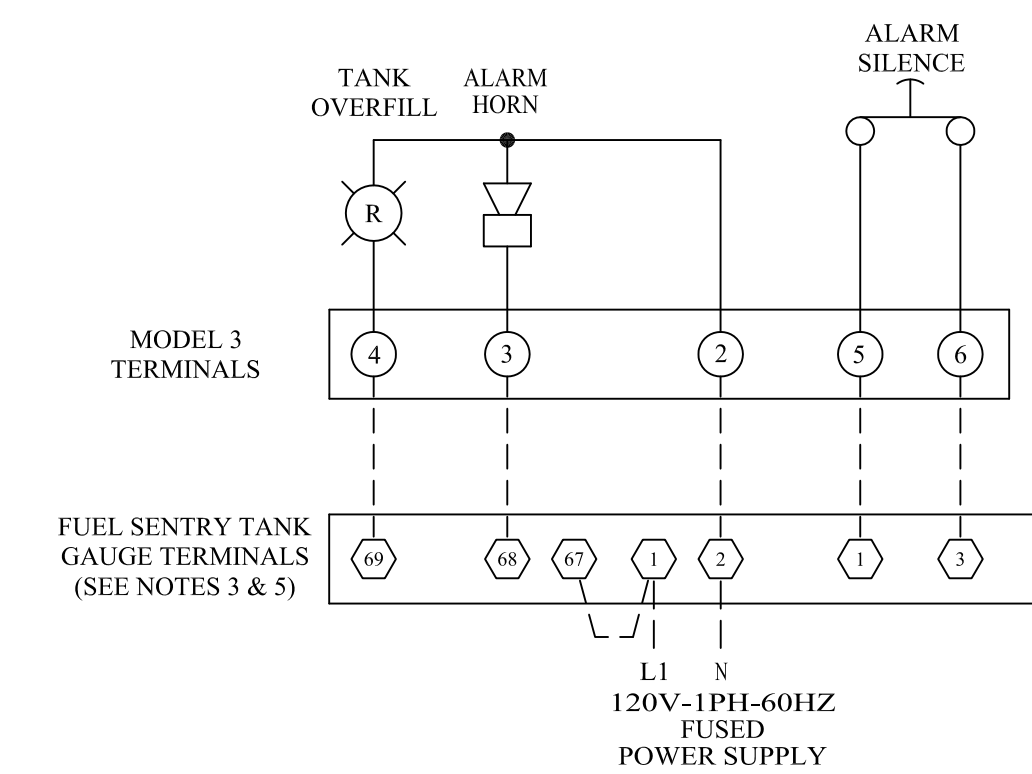 ALARM
SILENCE
TANK
OVERFILL
ALARM
HORN
R
MODEL 3
TERMINALS
4 3 2 5 6
FUEL SENTRY TANK
GAUGE TERMINALS
(SEE NOTES 3 & 5)
69 68 67 1 2 1 3
L1 N
120V-1PH-60HZ
FUSED
POWER SUPPLY